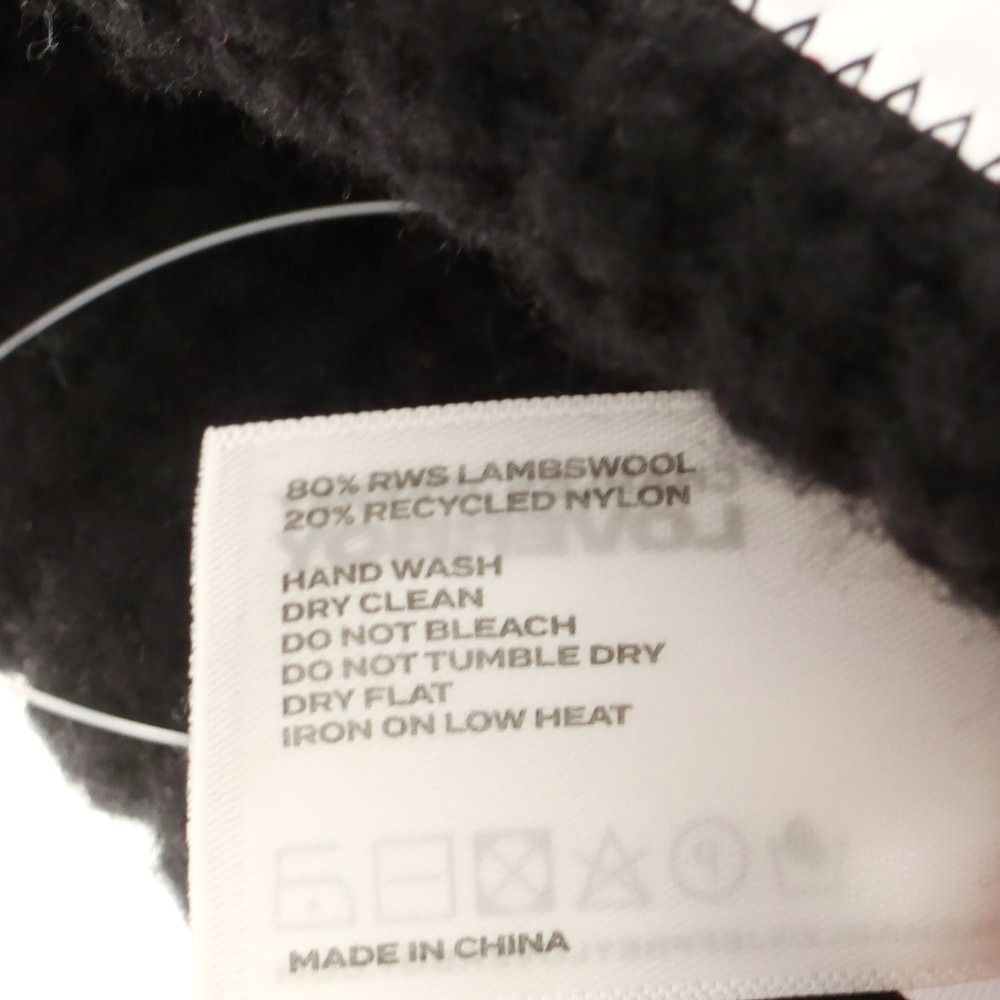 80% RWS LAMBSWOOL
20% RECYCLED NYLON
HAND WASH
DRY CLEAN
DO NOT BLEACH
DO NOT TUMBLE DRY
DRY FLAT
IRON ON LOW HEAT
MADE IN CHINA